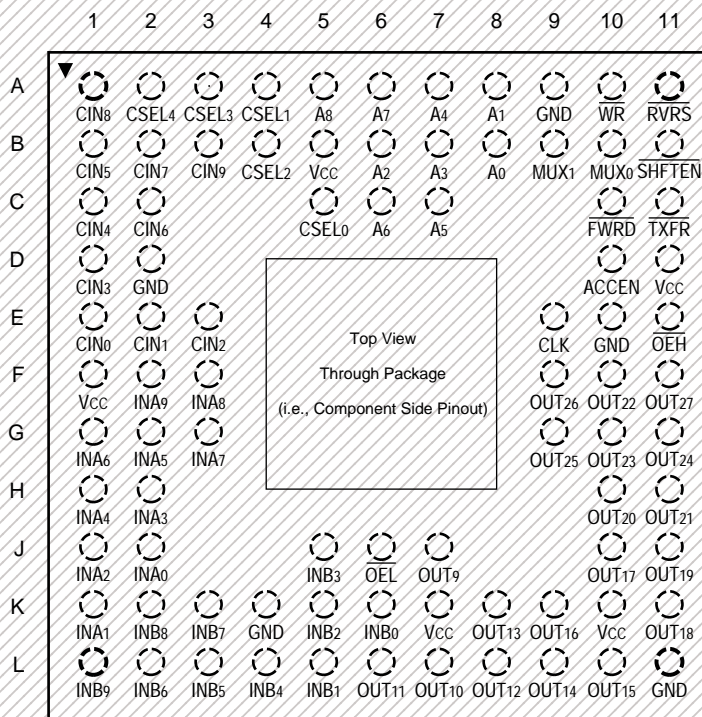 1 2 3 4 5 6 7 8 9 10 11
A
CIN8 CSEL4 CSEL3 CSEL1 A8 A7 A4 A1 GND WR RVRS
B
CIN5 CIN7 CIN9 CSEL2 VCC A2 A3 A0 MUX1 MUX0 SHFTEN
C
CIN4 CIN6 CSEL0 A6 A5 FWRD TXFR
D
CIN3 GND ACCEN VCC
E
CIN0 CIN1 CIN2 CLK GND OEH
Top View
Through Package
(i.e., Component Side Pinout)
F
VCC INA9 INA8 OUT26 OUT22 OUT27
G
INA6 INA5 INA7 OUT25 OUT23 OUT24
H
INA4 INA3 OUT20 OUT21
J
INA2 INA0 INB3 OEL OUT9 OUT17 OUT19
K
INA1 INB8 INB7 GND INB2 INB0 VCC OUT13 OUT16 VCC OUT18
L
INB9 INB6 INB5 INB4 INB1 OUT11 OUT10 OUT12 OUT14 OUT15 GND